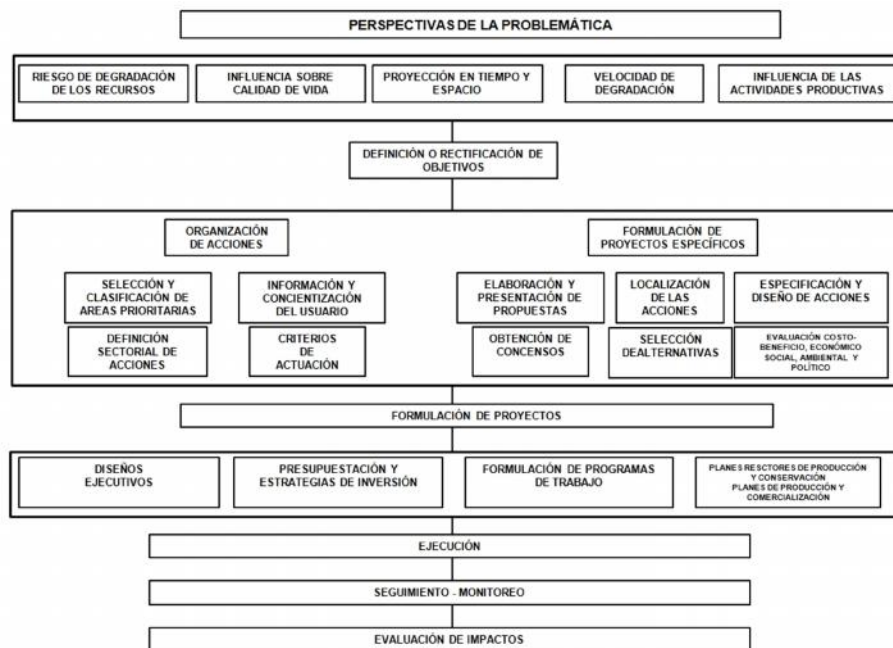 PERSPECTIVAS DE LA PROBLEMÁTICA
RIESGO DE DEGRADACIÓN
DE LOS RECURSOS
INFLUENCIA SOBRE
CALIDAD DE VIDA
PROYECCIÓN EN TIEMPO Y
ESPACIO
VELOCIDAD DE
DEGRADACIÓN
INFLUENCIA DE LAS
ACTIVIDADES PRODUCTIVAS
DEFINICIÓN O RECTIFICACIÓN DE
OBJETIVOS
ORGANIZACIÓN
DE ACCIONES
FORMULACIÓN DE
PROYECTOS ESPECÍFICOS
SELECCIÓN Y
CLASIFICACIÓN DE
AREAS PRIORITARIAS
INFORMACIÓN Y
CONCIENTIZACIÓN
DEL USUARIO
ELABORACIÓN Y
PRESENTACIÓN DE
PROPUESTAS
LOCALIZACIÓN
DE LAS
ACCIONES
ESPECIFICACIÓN Y
DISEÑO DE ACCIONES
DEFINICIÓN
SECTORIAL DE
ACCIONES
CRITERIOS
DE
ACTUACIÓN
OBTENCIÓN DE
CONCENSOS
SELECCIÓN
DEALTERNATIVAS
EVALUACIÓN COSTO-
BENEFICIO, ECONÓMICO
SOCIAL, AMBIENTAL Y
POLÍTICO
FORMULACIÓN DE PROYECTOS
DISEÑOS
EJECUTIVOS
PRESUPUESTACIÓN Y
ESTRATEGIAS DE INVERSIÓN
FORMULACIÓN DE PROGRAMAS
DE TRABAJO
PLANES RESCTORES DE PRODUCCIÓN
Y CONSERVACIÓN
PLANES DE PRODUCCIÓN Y
COMERCIALIZACIÓN
EJECUCIÓN
SEGUIMIENTO - MONITOREO
EVALUACIÓN DE IMPACTOS